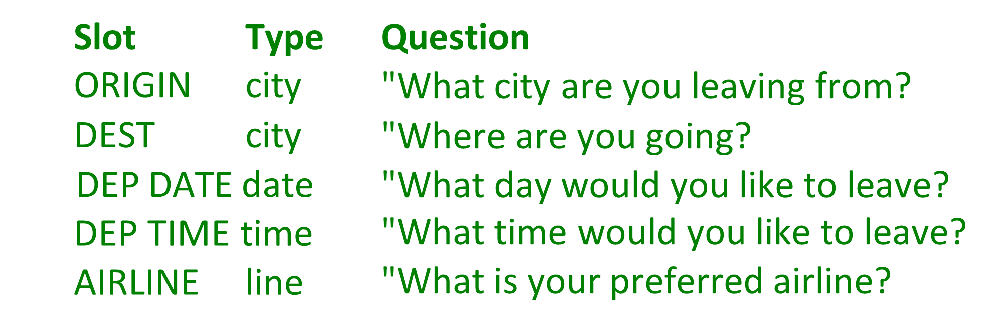 Slot Type Question
ORIGIN city "What city are you leaving from?
DEST city "Where are you going?
DEP DATE date "What day would you like to leave?
DEP TIME time "What time would you like to leave?
AIRLINE line "What is your preferred airline?